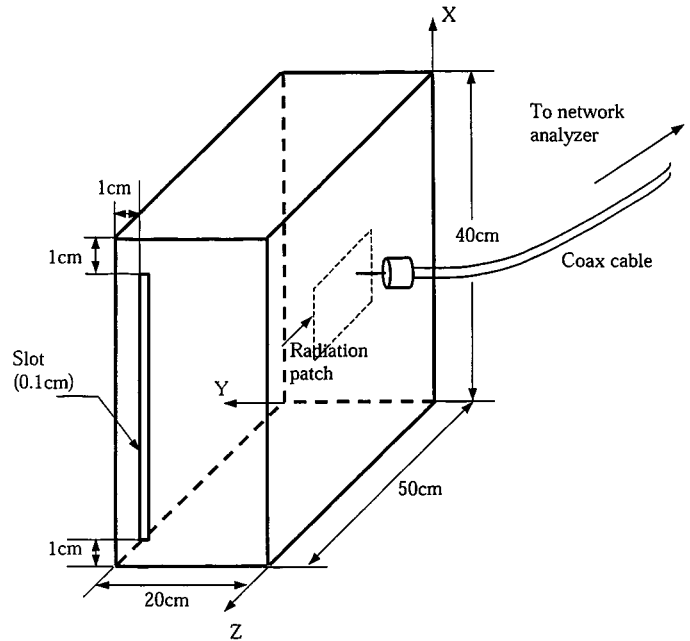 X
To network
analyzer
1cm
1cm
40cm
Coax cable
Radiation
patch
Slot
(0.1cm)
Y
50cm
1cm
20cm
Z